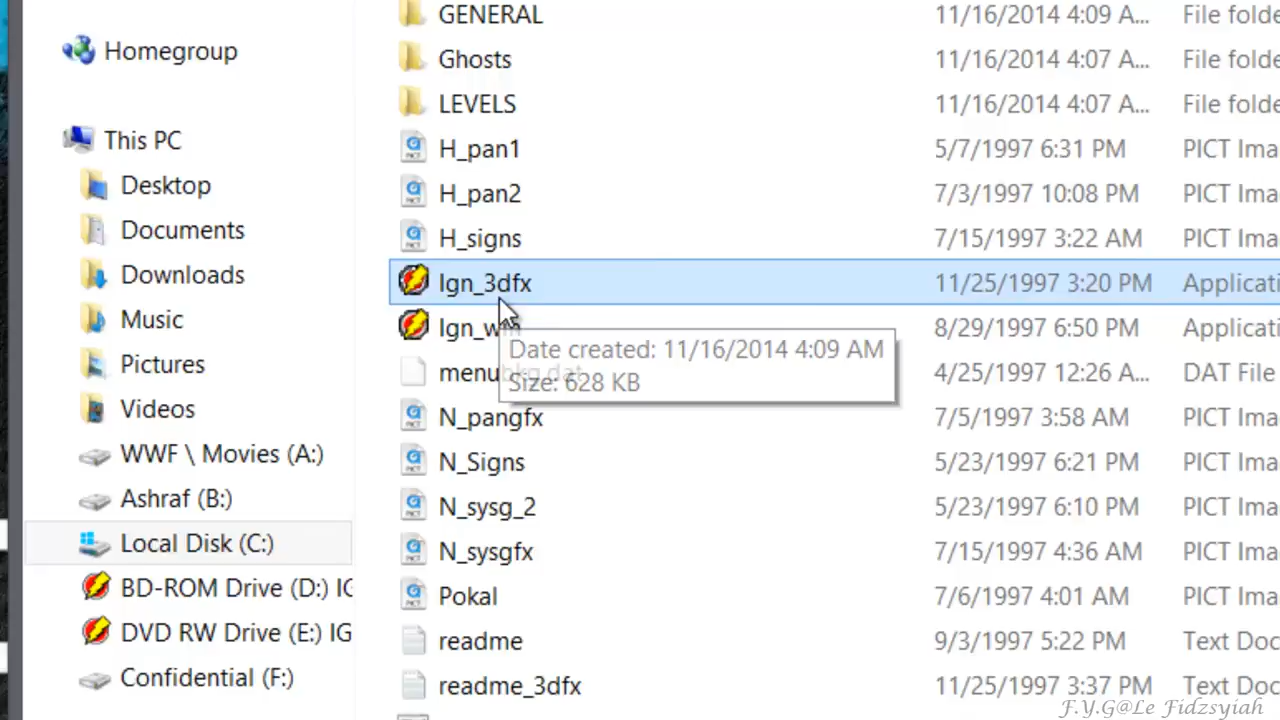 GENERAL 11/16/2014 4:09 A... File folde
Homegroup
Ghosts 11/16/2014 4:07 A... File folde
LEVELS 11/16/2014 4:07 A... File folde
This PC
H_pan1 5/7/1997 6:31 PM PICT Ima
Desktop
H_pan2 7/3/1997 10:08 PM PICT Ima
Documents
H_signs 7/15/1997 3:22 AM PICT Ima
Downloads
Ign_3dfx 11/25/1997 3:20 PM Applicati
Music
Ign_w 8/29/1997 6:50 PM Applicati
Date created: 11/16/2014 4:09 AM
Size: 628 KB
Pictures
menubkg.dat 4/25/1997 12:26 A... DAT File
Videos
N_pangfx 7/5/1997 3:58 AM PICT Ima
WWF \ Movies (A:)
N_Signs 5/23/1997 6:21 PM PICT Ima
Ashraf (B:)
N_sysg_2 5/23/1997 6:10 PM PICT Ima
Local Disk (C:)
N_sysgfx 7/15/1997 4:36 AM PICT Ima
BD-ROM Drive (D:) IG
Pokal 7/6/1997 4:01 AM PICT Ima
DVD RW Drive (E:) IG
readme 9/3/1997 5:22 PM Text Doc
Confidential (F:)
readme_3dfx 11/25/1997 3:37 PM Text Doc
F.Y.G@Le Fidzsyiah